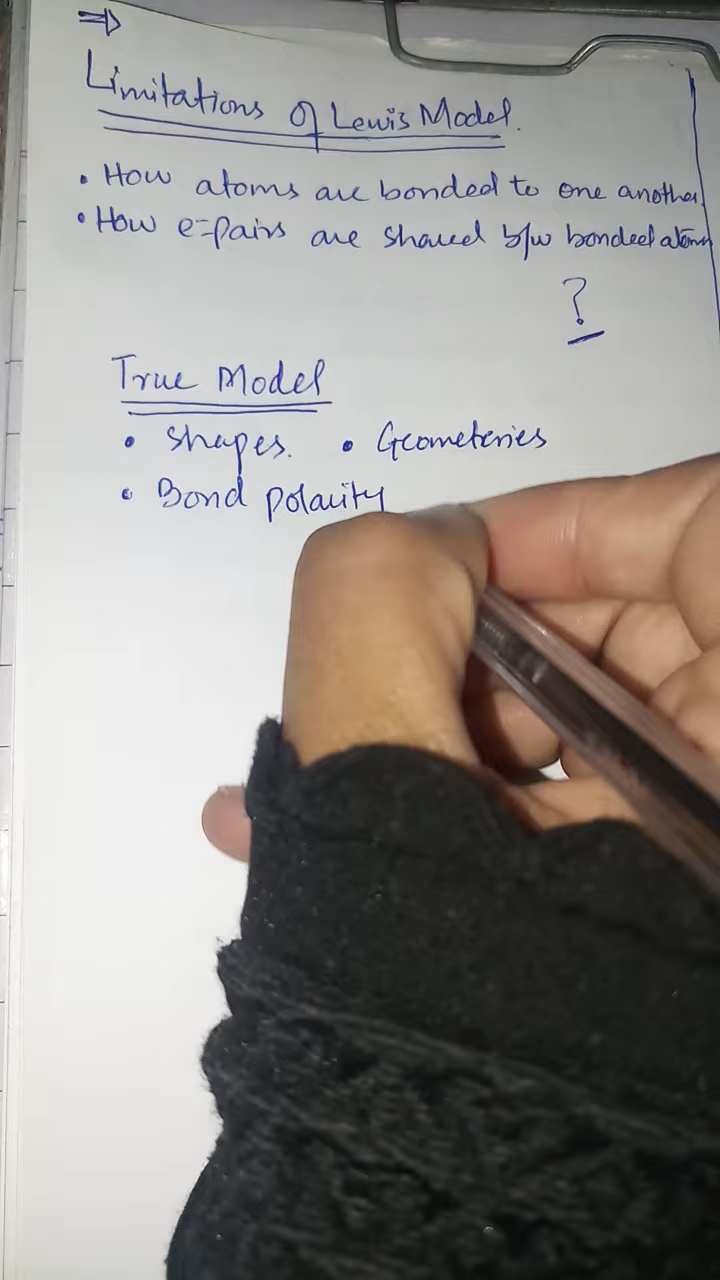 ⇒
Limitations of Lewis Model.
• How atoms are bonded to one another.
• How e-pairs are shared b/w bonded atoms
?
True Model
• shapes. • Geometeries
• Bond polarity